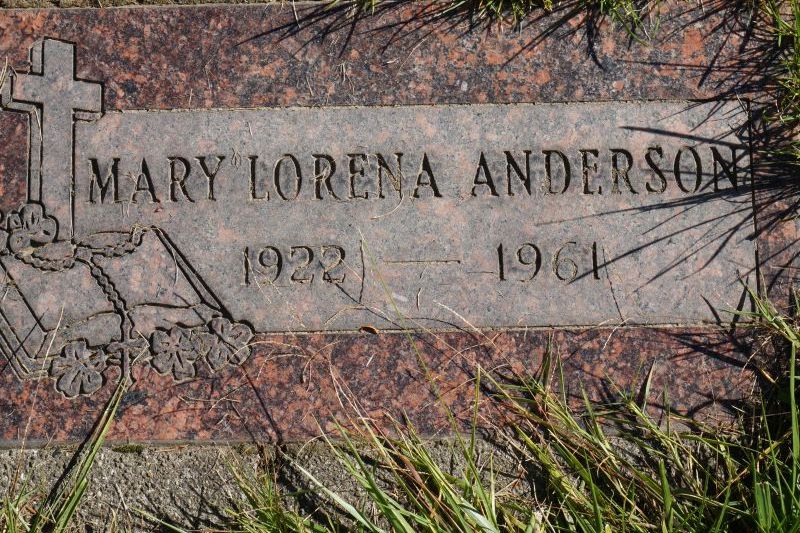 MARY LORENA ANDERSON
1922 — 1961